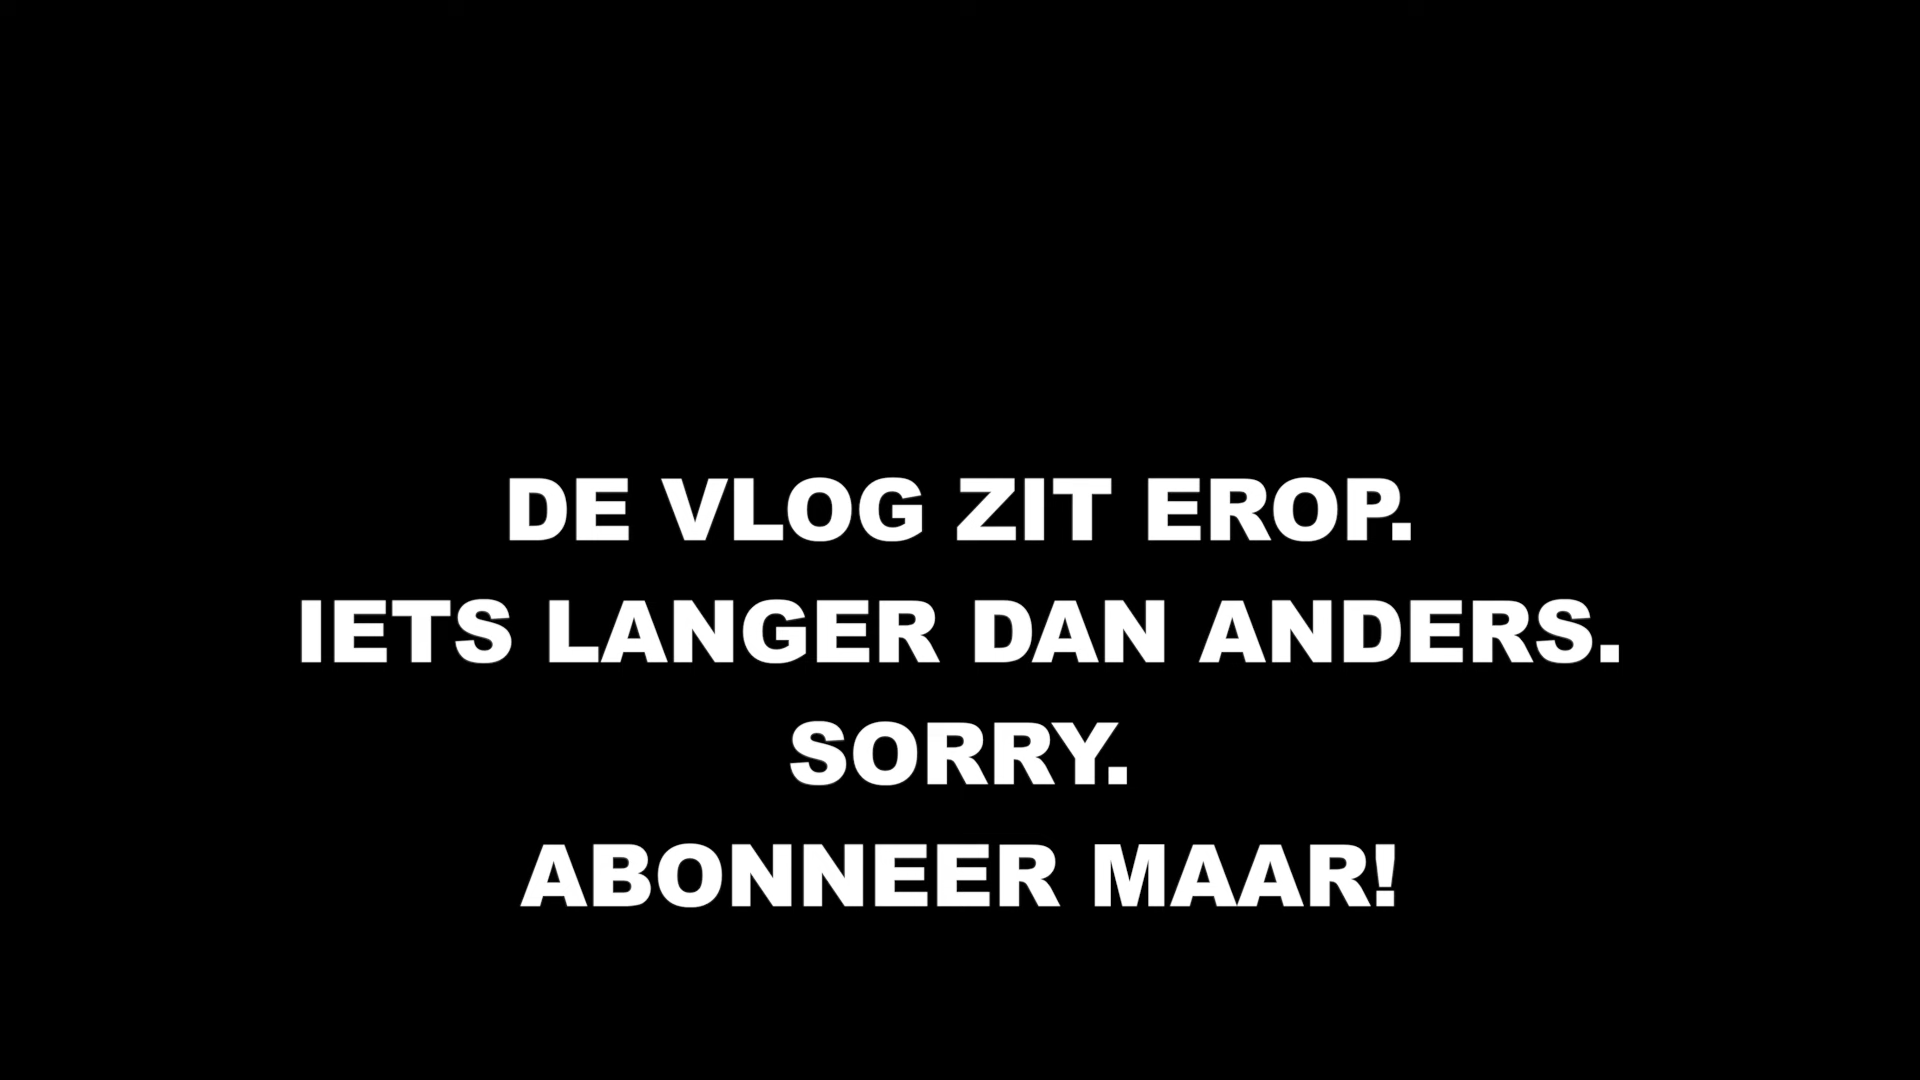 DE VLOG ZIT EROP.
IETS LANGER DAN ANDERS.
SORRY.
ABONNEER MAAR!